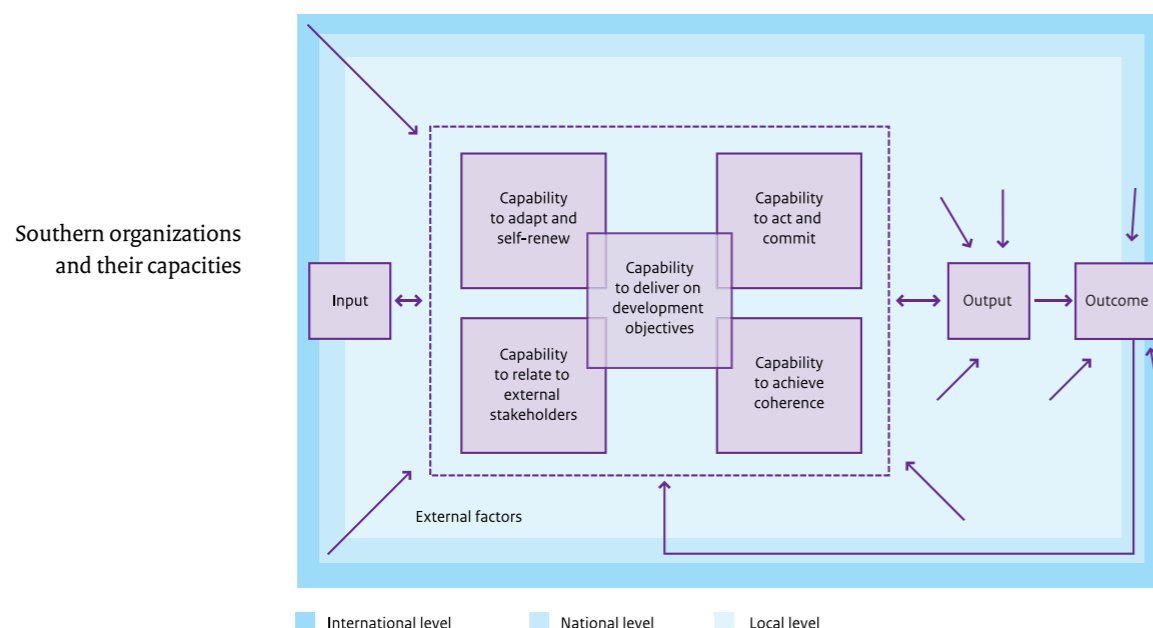 Southern organizations
and their capacities
Input
Capability
to adapt and
self-renew
Capability
to act and
commit
Capability
to deliver on
development
objectives
Capability
to relate to
external
stakeholders
Capability
to achieve
coherence
Output
Outcome
External factors
International level
National level
Local level